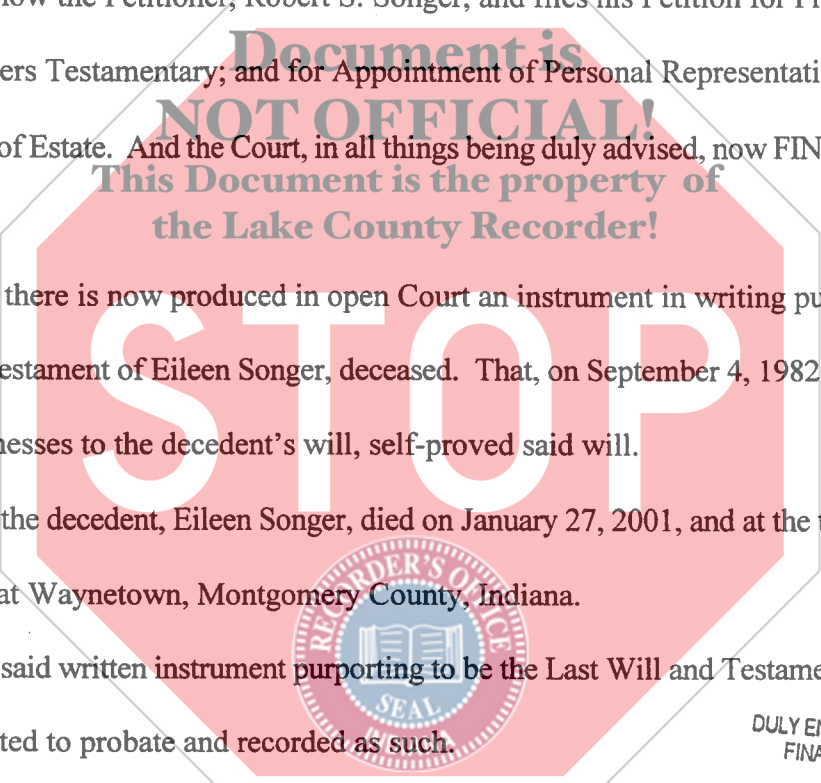 now the Petitioner, Robert S. Songer, and files his Petition for
Document is
ers Testamentary; and for Appointment of Personal Representati
NOT OFFICIAL!
of Estate. And the Court, in all things being duly advised, now FIN
This Document is the property of
the Lake County Recorder!
there is now produced in open Court an instrument in writing pu
STOP
estament of Eileen Songer, deceased. That, on September 4, 1982
nesses to the decedent's will, self-proved said will.
the decedent, Eileen Songer, died on January 27, 2001, and at the t
at Waynetown, Montgomery County, Indiana.
RECORDER'S OFFICE
said written instrument purporting to be the Last Will and Testame
SEAL
DULY EN
ted to probate and recorded as such.
INDIANA
FINA